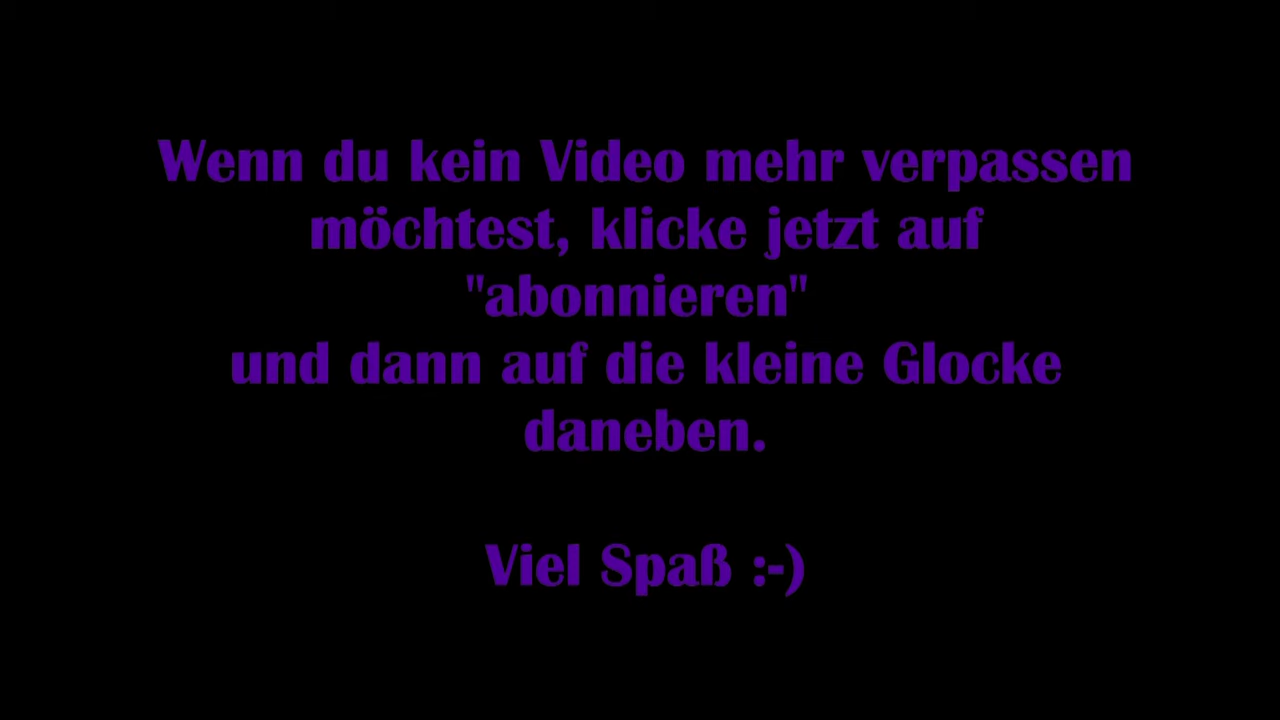 Wenn du kein Video mehr verpassen
möchtest, klicke jetzt auf
"abonnieren"
und dann auf die kleine Glocke
daneben.
Viel Spaß :-)